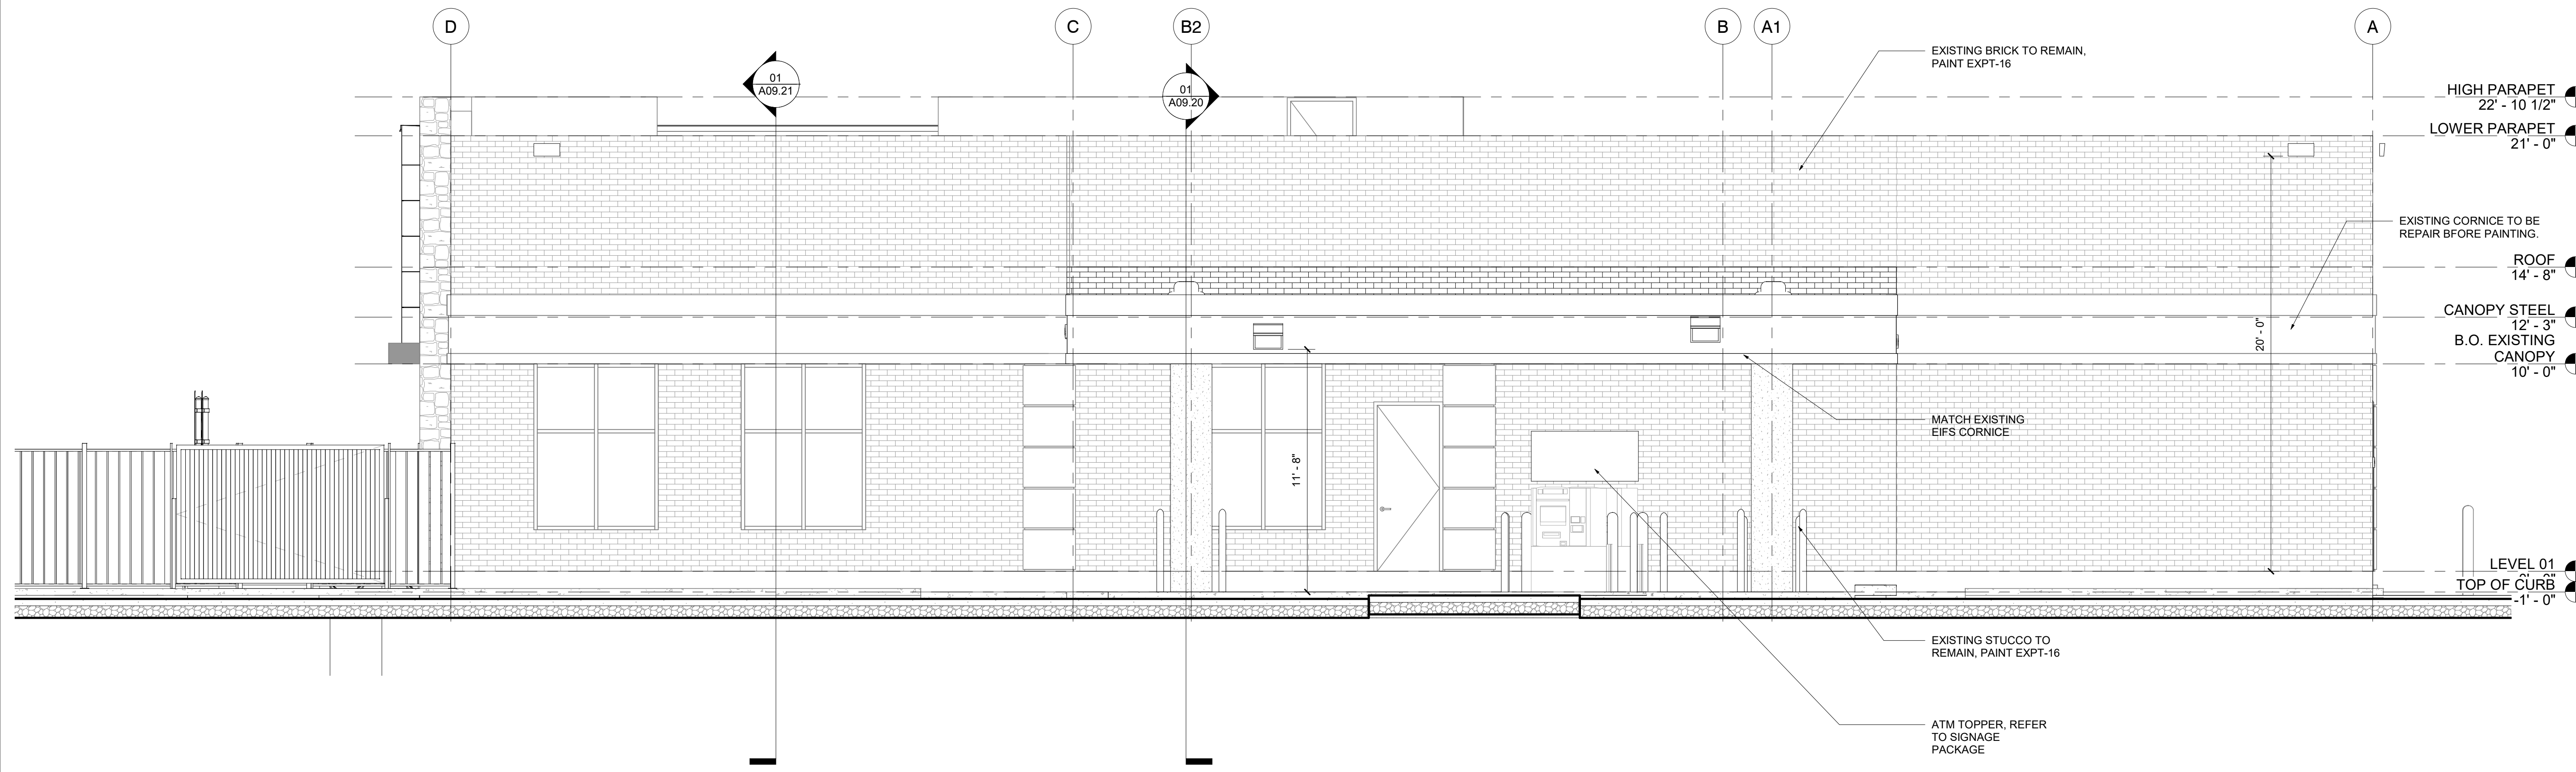 D
C
B2
B
A1
A
01
A09.21
01
A09.20
EXISTING BRICK TO REMAIN,
PAINT EXPT-16
HIGH PARAPET
22' - 10 1/2"
LOWER PARAPET
21' - 0"
EXISTING CORNICE TO BE
REPAIR BFORE PAINTING.
ROOF
14' - 8"
CANOPY STEEL
12' - 3"
B.O. EXISTING
CANOPY
10' - 0"
20' - 0"
11' - 8"
MATCH EXISTING
EIFS CORNICE
LEVEL 01
TOP OF CURB
-1' - 0"
EXISTING STUCCO TO
REMAIN, PAINT EXPT-16
ATM TOPPER, REFER
TO SIGNAGE
PACKAGE